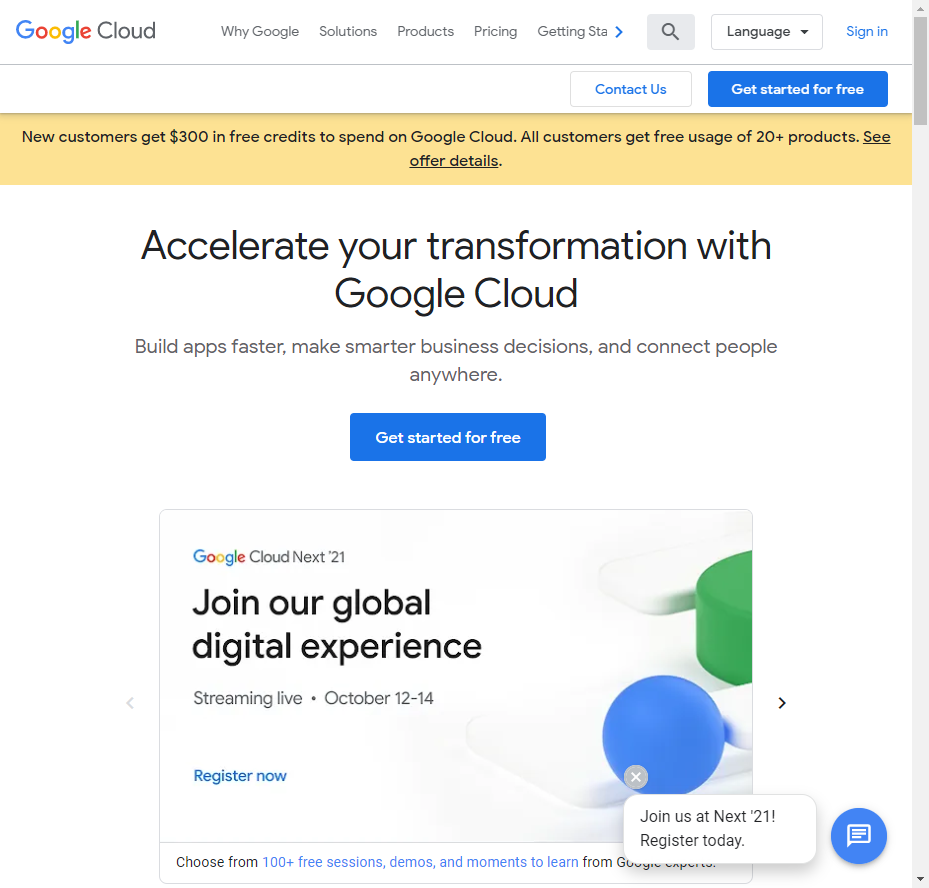 Google Cloud
Why Google Solutions Products Pricing Getting Sta
Language
Sign in
Contact Us
Get started for free
New customers get $300 in free credits to spend on Google Cloud. All customers get free usage of 20+ products. See
offer details.
Accelerate your transformation with
Google Cloud
Build apps faster, make smarter business decisions, and connect people
anywhere.
Get started for free
Google Cloud Next '21
Join our global
digital experience
Streaming live • October 12-14
Register now
Join us at Next '21!
Register today.
Choose from 100+ free sessions, demos, and moments to learn from Google experts.